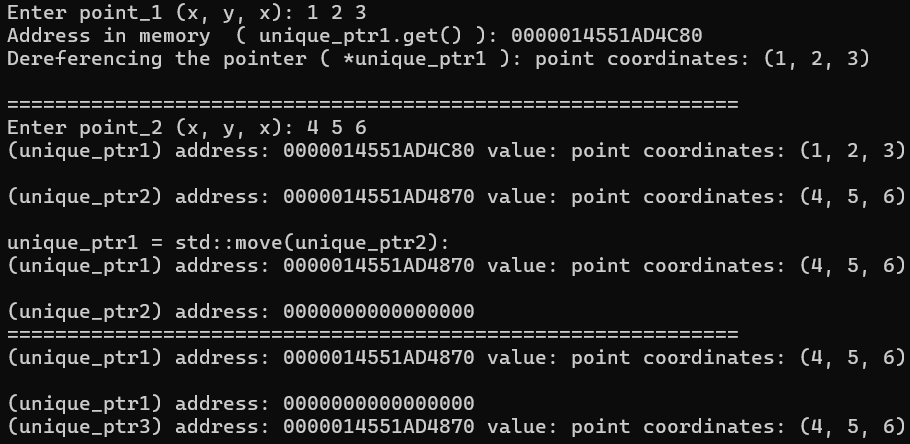 Enter point_1 (x, y, x): 1 2 3
Address in memory  ( unique_ptr1.get() ): 0000014551AD4C80
Dereferencing the pointer ( *unique_ptr1 ): point coordinates: (1, 2, 3)
=============================================================
Enter point_2 (x, y, x): 4 5 6
(unique_ptr1) address: 0000014551AD4C80 value: point coordinates: (1, 2, 3)
(unique_ptr2) address: 0000014551AD4870 value: point coordinates: (4, 5, 6)
unique_ptr1 = std::move(unique_ptr2):
(unique_ptr1) address: 0000014551AD4870 value: point coordinates: (4, 5, 6)
(unique_ptr2) address: 0000000000000000
=============================================================
(unique_ptr1) address: 0000014551AD4870 value: point coordinates: (4, 5, 6)
(unique_ptr1) address: 0000000000000000
(unique_ptr3) address: 0000014551AD4870 value: point coordinates: (4, 5, 6)